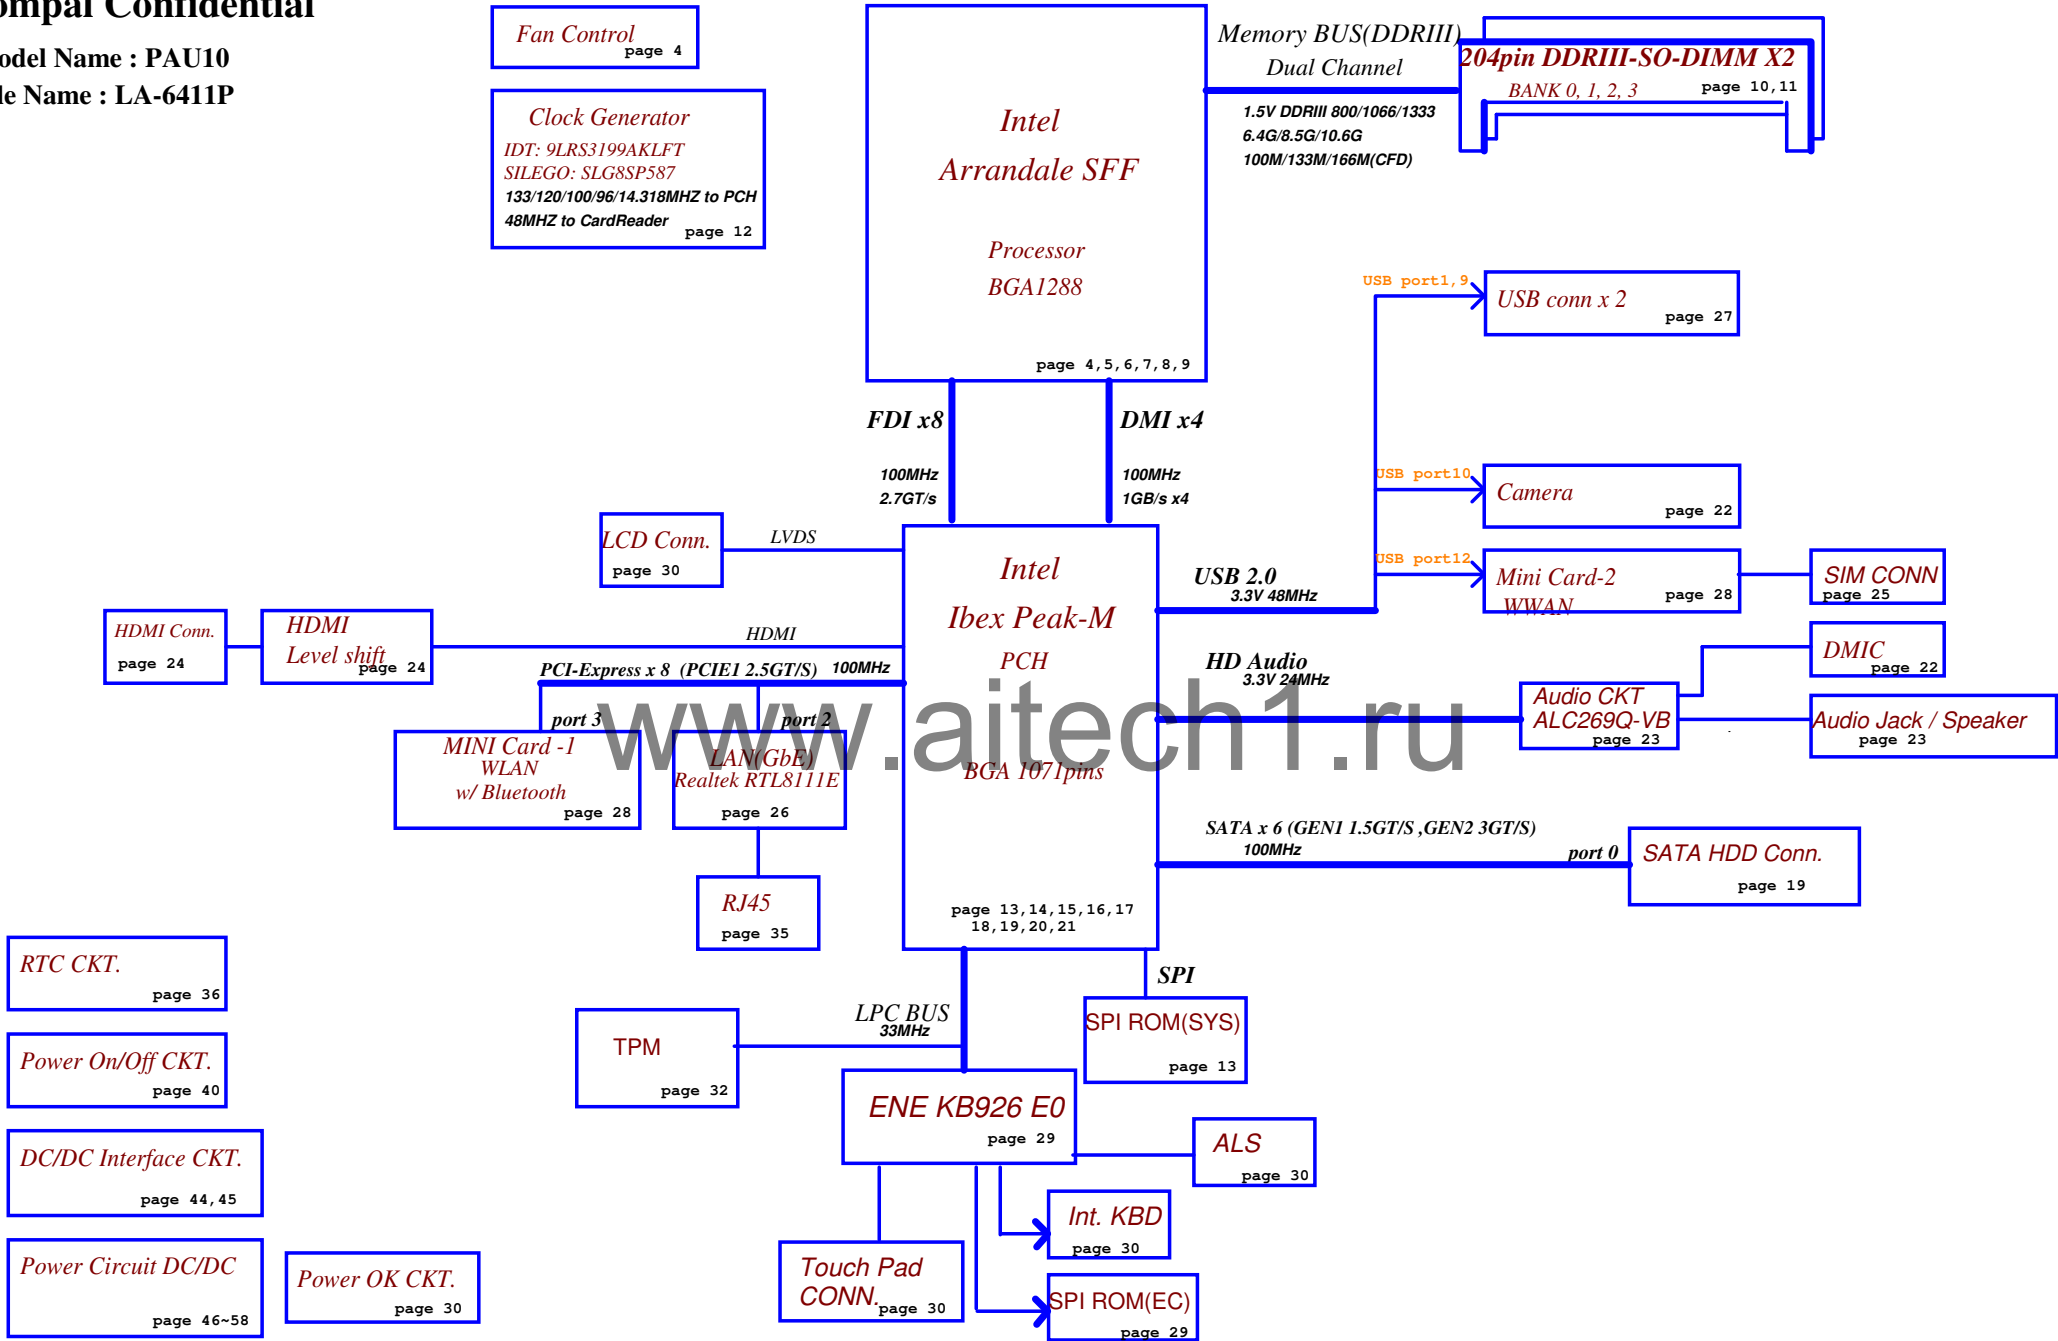 ompal Confidential
odel Name : PAU10
le Name : LA-6411P
Fan Control
page 4
Clock Generator
IDT: 9LRS3199AKLFT
SILEGO: SLG8SP587
133/120/100/96/14.318MHZ to PCH
48MHZ to CardReader
page 12
Intel
Arrandale SFF
Processor
BGA1288
page 4,5,6,7,8,9
Memory BUS(DDRIII)
Dual Channel
1.5V DDRIII 800/1066/1333
6.4G/8.5G/10.6G
100M/133M/166M(CFD)
204pin DDRIII-SO-DIMM X2
BANK 0, 1, 2, 3
page 10,11
USB port1,9
USB conn x 2
page 27
USB port10
Camera
page 22
USB port12
Mini Card-2
WWAN
page 28
SIM CONN
page 25
FDI x8
100MHz
2.7GT/s
DMI x4
100MHz
1GB/s x4
LCD Conn.
page 30
LVDS
Intel
Ibex Peak-M
PCH
BGA 1071pins
page 13,14,15,16,17
18,19,20,21
USB 2.0
3.3V 48MHz
HDMI Conn.
page 24
HDMI
Level shift
page 24
HDMI
PCI-Express x 8 (PCIE1 2.5GT/S)
100MHz
HD Audio
3.3V 24MHz
DMIC
page 22
Audio CKT
ALC269Q-VB
page 23
Audio Jack / Speaker
page 23
www.aitech1.ru
port 3
port 2
MINI Card -1
WLAN
w/ Bluetooth
page 28
LAN(GbE)
Realtek RTL8111E
page 26
RJ45
page 35
SATA x 6 (GEN1 1.5GT/S ,GEN2 3GT/S)
100MHz
port 0
SATA HDD Conn.
page 19
SPI
SPI ROM(SYS)
page 13
LPC BUS
33MHz
TPM
page 32
ENE KB926 E0
page 29
ALS
page 30
Int. KBD
page 30
Touch Pad
CONN.
page 30
SPI ROM(EC)
page 29
RTC CKT.
page 36
Power On/Off CKT.
page 40
DC/DC Interface CKT.
page 44,45
Power Circuit DC/DC
page 46~58
Power OK CKT.
page 30